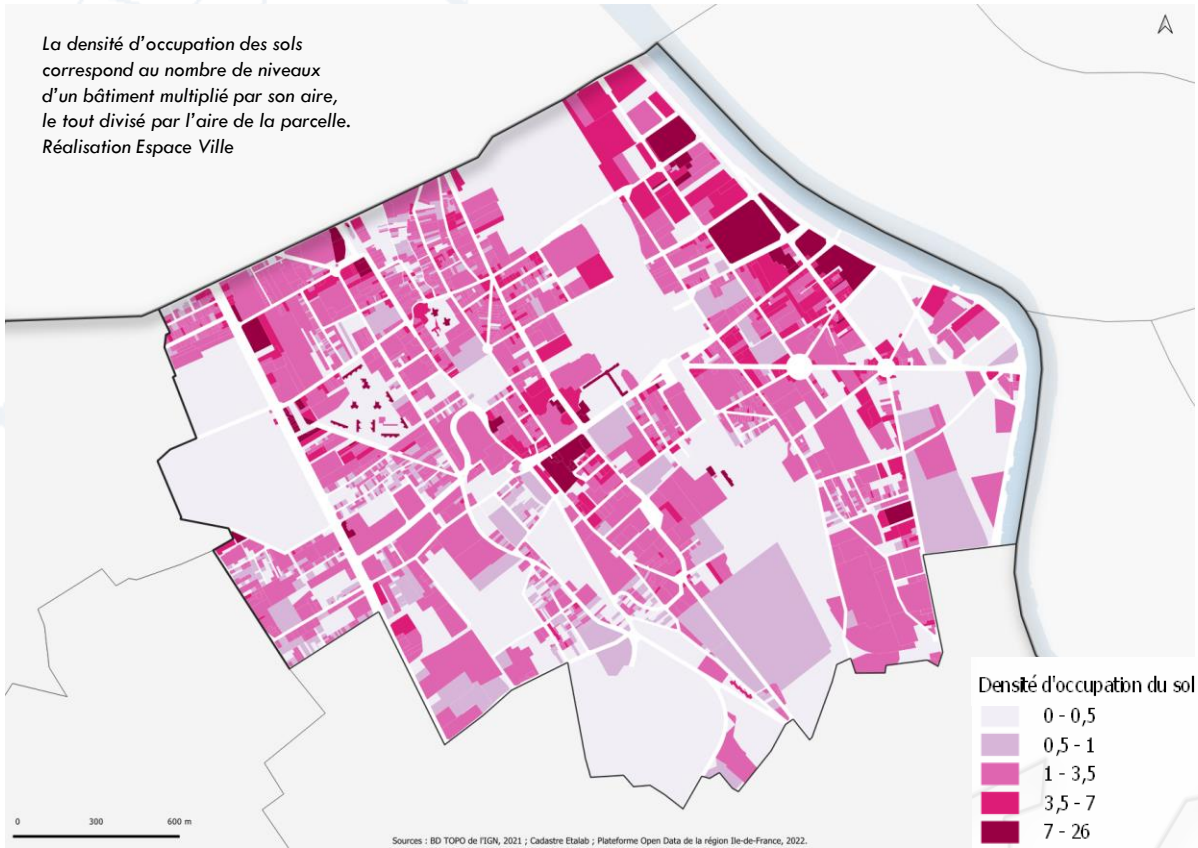 La densité d'occupation des sols
correspond au nombre de niveaux
d'un bâtiment multiplié par son aire,
le tout divisé par l'aire de la parcelle.
Réalisation Espace Ville
Densité d'occupation du sol
0 - 0,5
0,5 - 1
1 - 3,5
3,5 - 7
7 - 26
0 300 600 m
Sources : BD TOPO de l'IGN, 2021 ; Cadastre Etalab ; Plateforme Open Data de la région Ile-de-France, 2022.